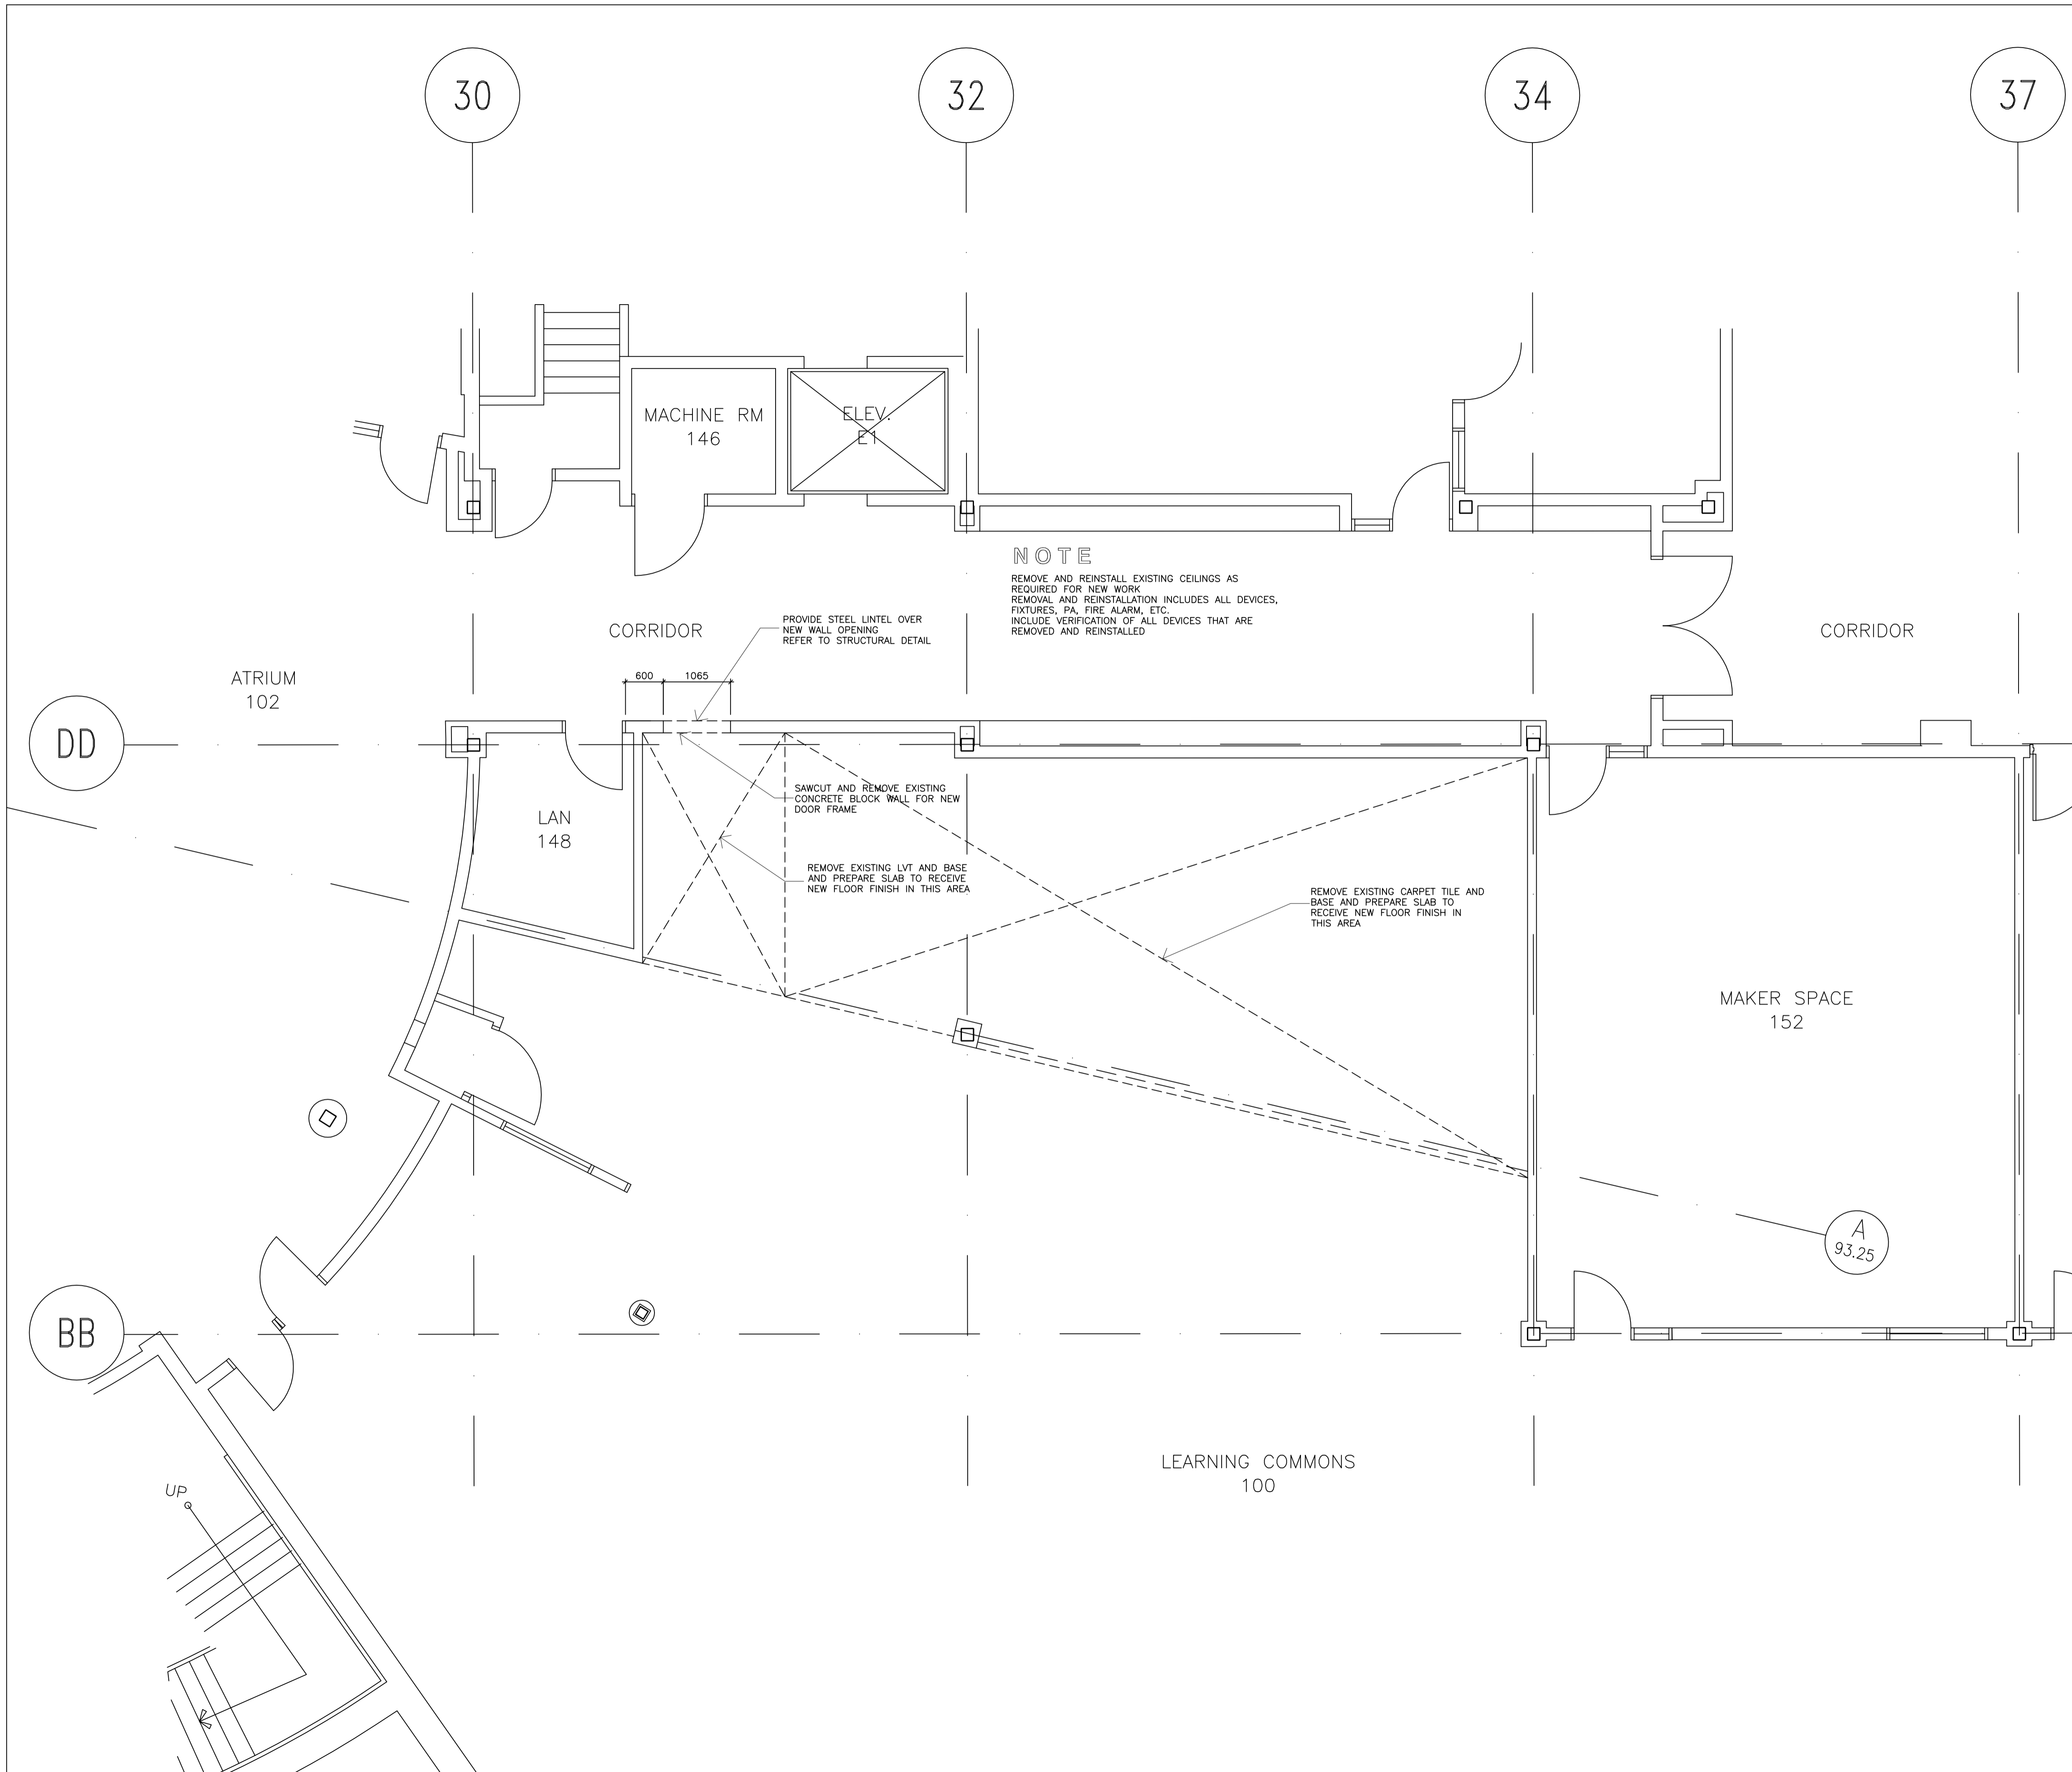 30
32
34
37
MACHINE RM
146
ELEV.
E1
NOTE
REMOVE AND REINSTALL EXISTING CEILINGS AS
REQUIRED FOR NEW WORK
REMOVAL AND REINSTALLATION INCLUDES ALL DEVICES,
FIXTURES, PA, FIRE ALARM, ETC.
INCLUDE VERIFICATION OF ALL DEVICES THAT ARE
REMOVED AND REINSTALLED
PROVIDE STEEL LINTEL OVER
NEW WALL OPENING
REFER TO STRUCTURAL DETAIL
CORRIDOR
CORRIDOR
ATRIUM
102
600
1065
DD
SAWCUT AND REMOVE EXISTING
CONCRETE BLOCK WALL FOR NEW
DOOR FRAME
LAN
148
REMOVE EXISTING LVT AND BASE
AND PREPARE SLAB TO RECEIVE
NEW FLOOR FINISH IN THIS AREA
REMOVE EXISTING CARPET TILE AND
BASE AND PREPARE SLAB TO
RECEIVE NEW FLOOR FINISH IN
THIS AREA
MAKER SPACE
152
A
93.25
BB
LEARNING COMMONS
100
UP